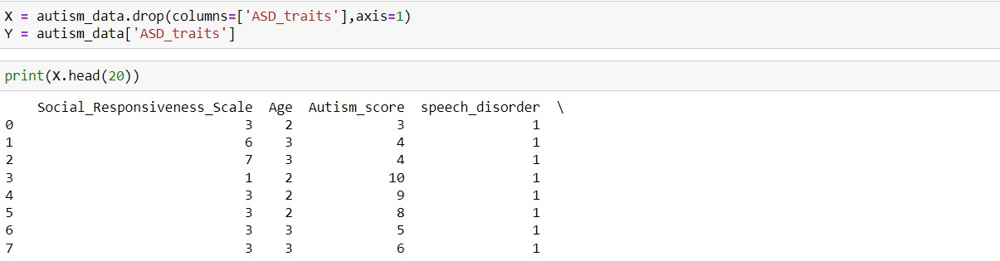 X = autism_data.drop(columns=['ASD_traits'],axis=1)
Y = autism_data['ASD_traits']
print(X.head(20))
Social_Responsiveness_Scale Age Autism_score speech_disorder \
0 3 2 3 1
1 6 3 4 1
2 7 3 4 1
3 1 2 10 1
4 3 2 9 1
5 3 2 8 1
6 3 3 5 1
7 3 3 6 1